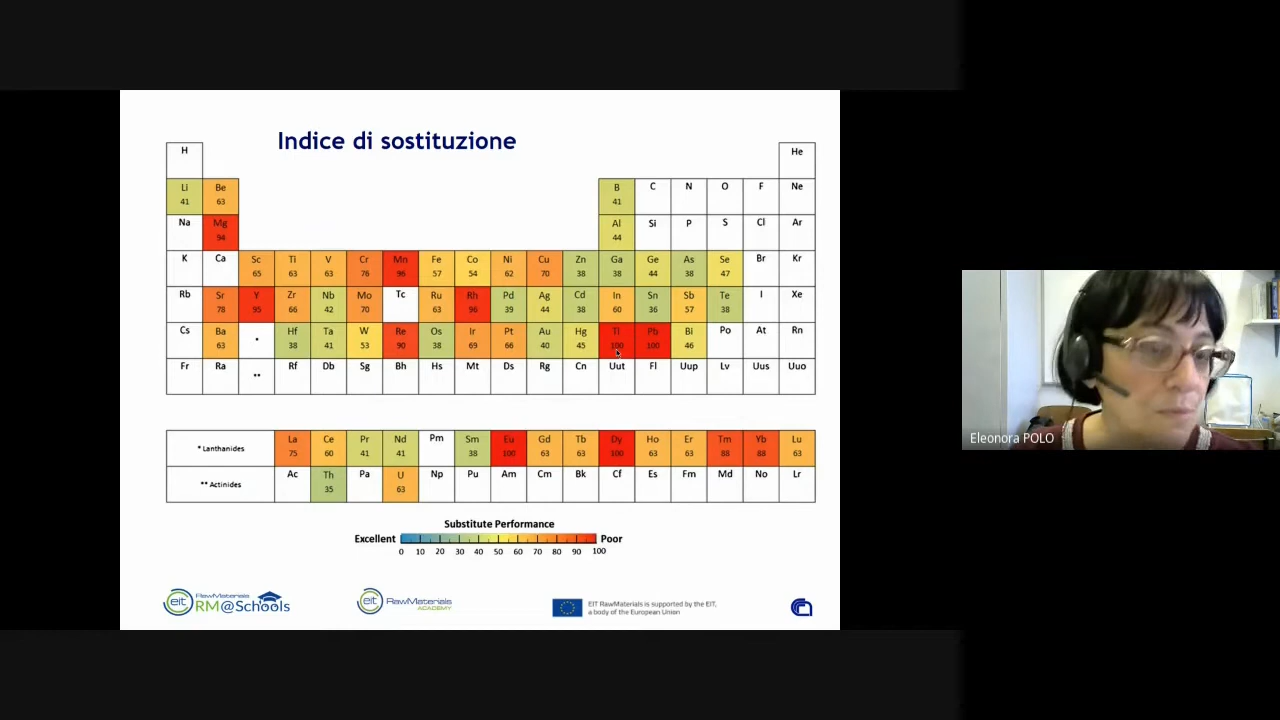 Indice di sostituzione
H He
Li Be B C N O F Ne
41 63 41
Na Mg Al Si P S Cl Ar
94 44
K Ca Sc Ti V Cr Mn Fe Co Ni Cu Zn Ga Ge As Se Br Kr
65 63 63 76 96 57 54 62 70 38 38 44 38 47
Rb Sr Y Zr Nb Mo Tc Ru Rh Pd Ag Cd In Sn Sb Te I Xe
78 95 66 42 70 63 96 39 44 38 60 36 57 38
Cs Ba * Hf Ta W Re Os Ir Pt Au Hg Tl Pb Bi Po At Rn
63 38 41 53 90 38 69 66 40 45 100 100 46
Fr Ra ** Rf Db Sg Bh Hs Mt Ds Rg Cn Uut Fl Uup Lv Uus Uuo
* Lanthanides La Ce Pr Nd Pm Sm Eu Gd Tb Dy Ho Er Tm Yb Lu
75 60 41 41 38 100 63 63 100 63 63 88 88 63
** Actinides Ac Th Pa U Np Pu Am Cm Bk Cf Es Fm Md No Lr
35 63
Substitute Performance
Excellent Poor
0 10 20 30 40 50 60 70 80 90 100
eit RawMaterials RM@Schools
eit RawMaterials ACADEMY
EIT RawMaterials is supported by the EIT,
a body of the European Union
Eleonora POLO